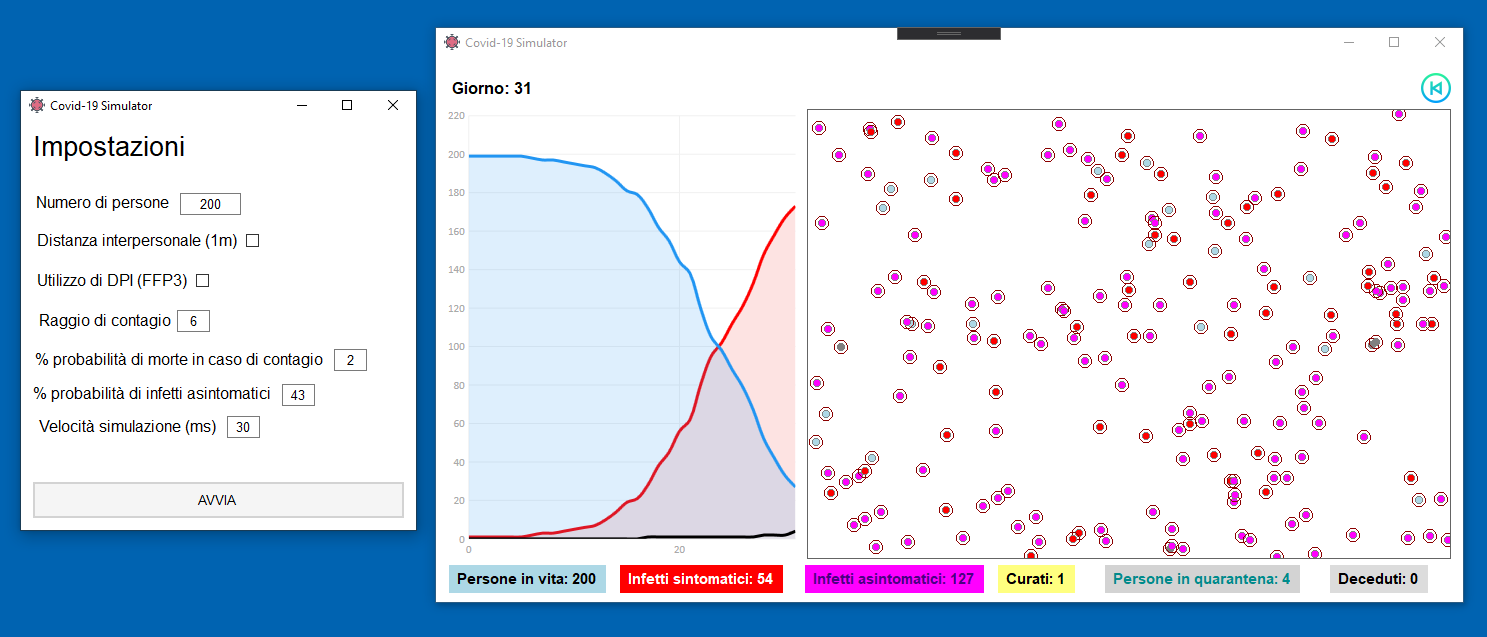 Covid-19 Simulator
Impostazioni
Numero di persone 200
Distanza interpersonale (1m)
Utilizzo di DPI (FFP3)
Raggio di contagio 6
% probabilità di morte in caso di contagio 2
% probabilità di infetti asintomatici 43
Velocità simulazione (ms) 30
AVVIA
Covid-19 Simulator
Giorno: 31
220
200
180
160
140
120
100
80
60
40
20
0
0 20
Persone in vita: 200 Infetti sintomatici: 54 Infetti asintomatici: 127 Curati: 1 Persone in quarantena: 4 Deceduti: 0